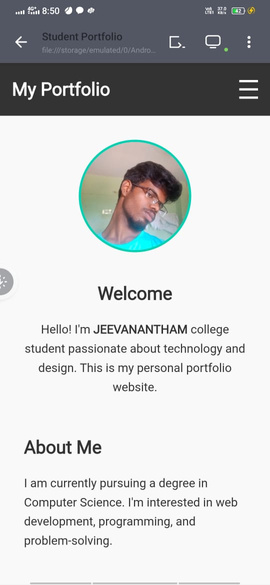 8:50
Student Portfolio
file:///storage/emulated/0/Andro...
My Portfolio
Welcome
Hello! I'm JEEVANANTHAM college
student passionate about technology and
design. This is my personal portfolio
website.
About Me
I am currently pursuing a degree in
Computer Science. I'm interested in web
development, programming, and
problem-solving.